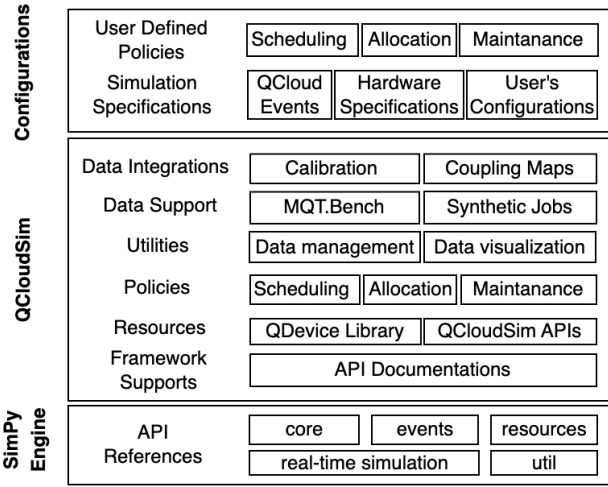 Configurations
User Defined
Policies
Scheduling
Allocation
Maintanance
Simulation
Specifications
QCloud
Events
Hardware
Specifications
User's
Configurations
QCloudSim
Data Integrations
Calibration
Coupling Maps
Data Support
MQT.Bench
Synthetic Jobs
Utilities
Data management
Data visualization
Policies
Scheduling
Allocation
Maintanance
Resources
QDevice Library
QCloudSim APIs
Framework
Supports
API Documentations
SimPy
Engine
API
References
core
events
resources
real-time simulation
util